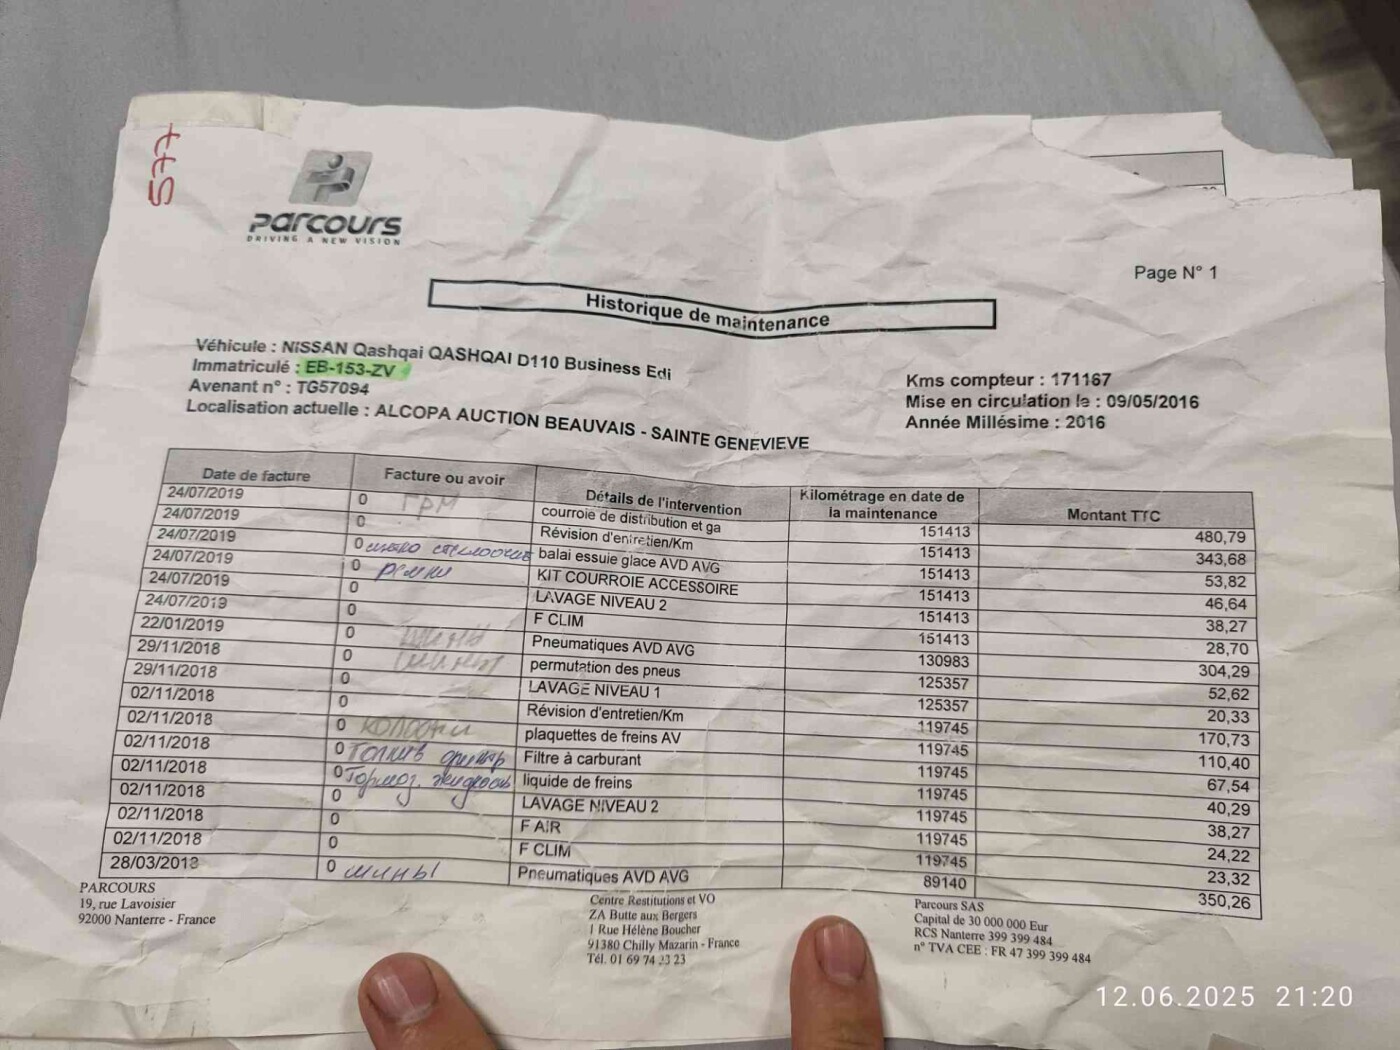 5tt
Parcours
DRIVING A NEW VISION
Page N° 1
Historique de maintenance
Véhicule : NISSAN Qashqai QASHQAI D110 Business Edi
Immatriculé : EB-153-ZV
Avenant n° : TG57094
Localisation actuelle : ALCOPA AUCTION BEAUVAIS - SAINTE GENEVIEVE
Kms compteur : 171167
Mise en circulation le : 09/05/2016
Année Millésime : 2016
Date de facture Facture ou avoir Détails de l'intervention Kilométrage en date de la maintenance Montant TTC
24/07/2019 0 ГРМ courroie de distribution et ga 151413 480,79
24/07/2019 0 Révision d'entretien/Km 151413 343,68
24/07/2019 0 balai essuie glace AVD AVG 151413 53,82
24/07/2019 0 ремни KIT COURROIE ACCESSOIRE 151413 46,64
24/07/2019 0 LAVAGE NIVEAU 2 151413 38,27
24/07/2019 0 F CLIM 151413 28,70
22/01/2019 0 шины Pneumatiques AVD AVG 130983 304,29
29/11/2018 0 шины permutation des pneus 125357 52,62
29/11/2018 0 LAVAGE NIVEAU 1 125357 20,33
02/11/2018 0 Révision d'entretien/Km 119745 170,73
02/11/2018 0 колодки plaquettes de freins AV 119745 110,40
02/11/2018 0 Топлив фильтр Filtre à carburant 119745 67,54
02/11/2018 0 Тормоз. жидкость liquide de freins 119745 40,29
02/11/2018 0 LAVAGE NIVEAU 2 119745 38,27
02/11/2018 0 F AIR 119745 24,22
02/11/2018 0 F CLIM 119745 23,32
28/03/2018 0 шины Pneumatiques AVD AVG 89140 350,26
PARCOURS
19, rue Lavoisier
92000 Nanterre - France
Centre Restitutions et VO
ZA Butte aux Bergers
1 Rue Hélène Boucher
91380 Chilly Mazarin - France
Tél. 01 69 74 23 23
Parcours SAS
Capital de 30 000 000 Eur
RCS Nanterre 399 399 484
n° TVA CEE : FR 47 399 399 484
12.06.2025 21:20